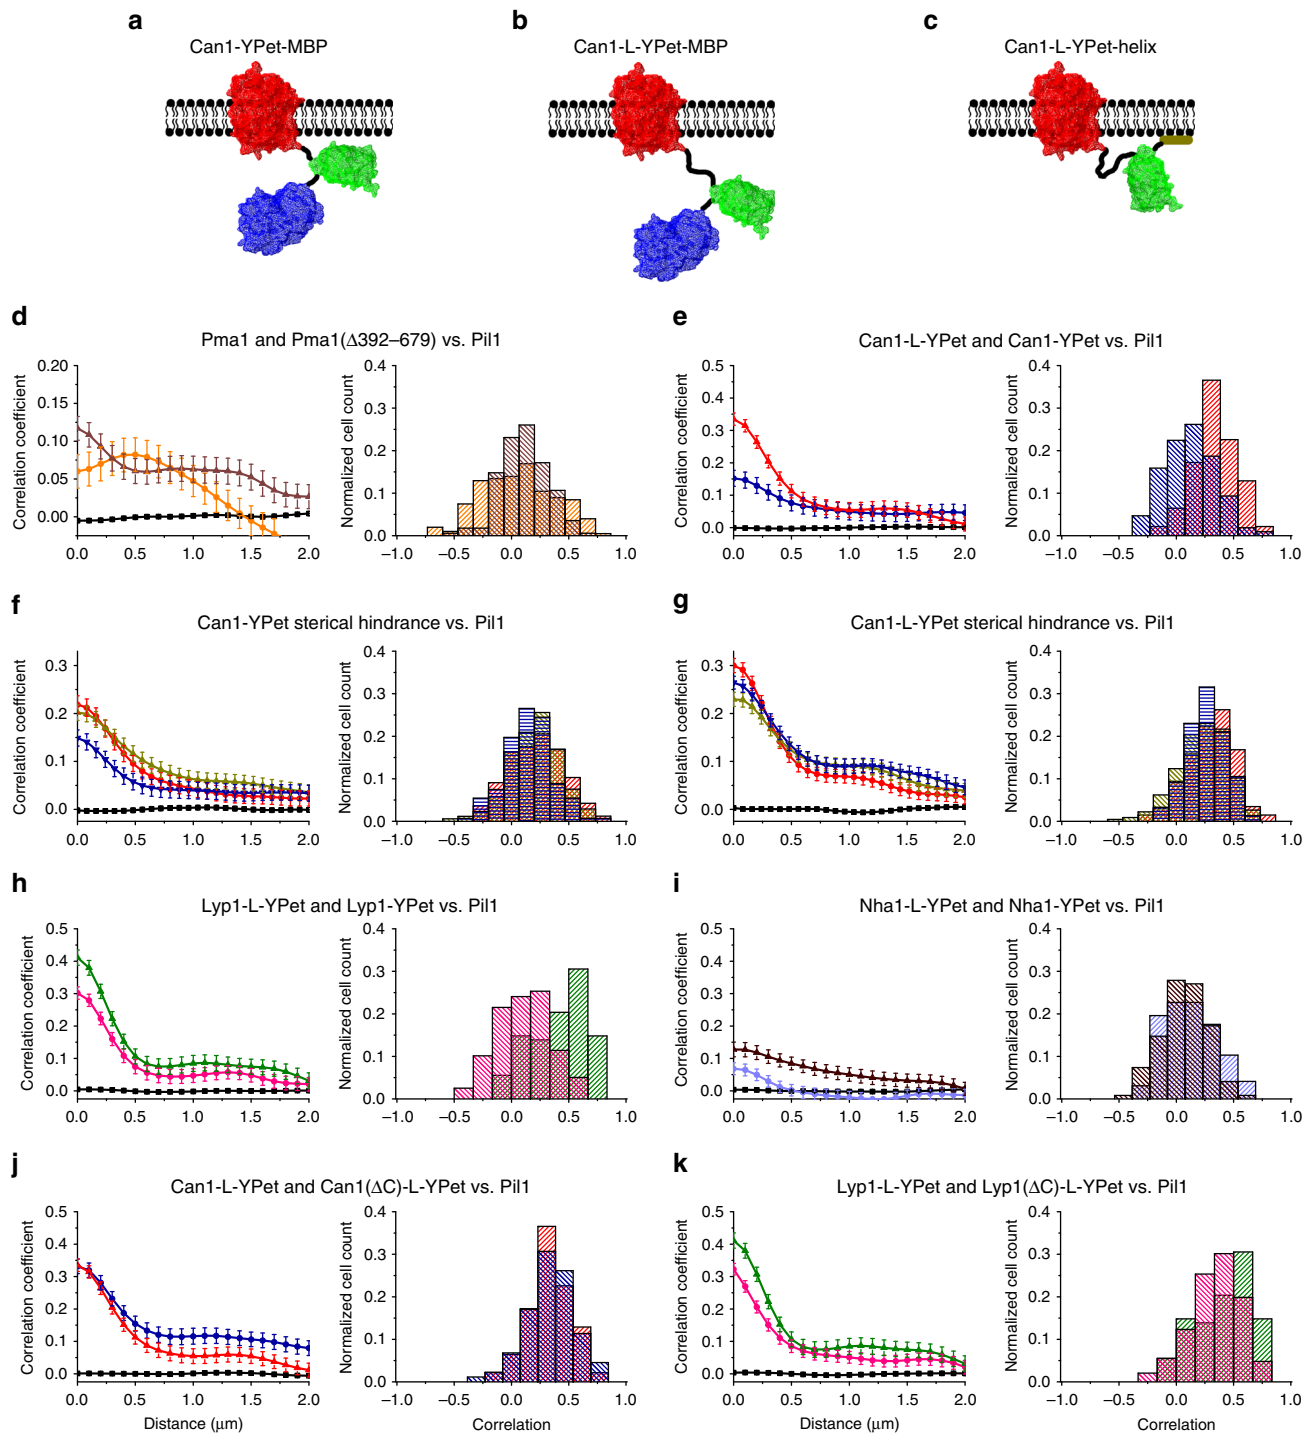 a
Can1-YPet-MBP
b
Can1-L-YPet-MBP
c
Can1-L-YPet-helix
d
Pma1 and Pma1(Δ392–679) vs. Pil1
Correlation coefficient
0.20
0.15
0.10
0.05
0.00
0.0 0.5 1.0 1.5 2.0
Normalized cell count
0.4
0.3
0.2
0.1
0.0
−1.0 −0.5 0.0 0.5 1.0
e
Can1-L-YPet and Can1-YPet vs. Pil1
Correlation coefficient
0.5
0.4
0.3
0.2
0.1
0.0
0.0 0.5 1.0 1.5 2.0
Normalized cell count
0.4
0.3
0.2
0.1
0.0
−1.0 −0.5 0.0 0.5 1.0
f
Can1-YPet sterical hindrance vs. Pil1
Correlation coefficient
0.3
0.2
0.1
0.0
0.0 0.5 1.0 1.5 2.0
Normalized cell count
0.4
0.3
0.2
0.1
0.0
−1.0 −0.5 0.0 0.5 1.0
g
Can1-L-YPet sterical hindrance vs. Pil1
Correlation coefficient
0.3
0.2
0.1
0.0
0.0 0.5 1.0 1.5 2.0
Normalized cell count
0.4
0.3
0.2
0.1
0.0
−1.0 −0.5 0.0 0.5 1.0
h
Lyp1-L-YPet and Lyp1-YPet vs. Pil1
Correlation coefficient
0.5
0.4
0.3
0.2
0.1
0.0
0.0 0.5 1.0 1.5 2.0
Normalized cell count
0.4
0.3
0.2
0.1
0.0
−1.0 −0.5 0.0 0.5 1.0
i
Nha1-L-YPet and Nha1-YPet vs. Pil1
Correlation coefficient
0.5
0.4
0.3
0.2
0.1
0.0
0.0 0.5 1.0 1.5 2.0
Normalized cell count
0.4
0.3
0.2
0.1
0.0
−1.0 −0.5 0.0 0.5 1.0
j
Can1-L-YPet and Can1(ΔC)-L-YPet vs. Pil1
Correlation coefficient
0.5
0.4
0.3
0.2
0.1
0.0
0.0 0.5 1.0 1.5 2.0
Distance (μm)
Normalized cell count
0.4
0.3
0.2
0.1
0.0
−1.0 −0.5 0.0 0.5 1.0
Correlation
k
Lyp1-L-YPet and Lyp1(ΔC)-L-YPet vs. Pil1
Correlation coefficient
0.5
0.4
0.3
0.2
0.1
0.0
0.0 0.5 1.0 1.5 2.0
Distance (μm)
Normalized cell count
0.4
0.3
0.2
0.1
0.0
−1.0 −0.5 0.0 0.5 1.0
Correlation